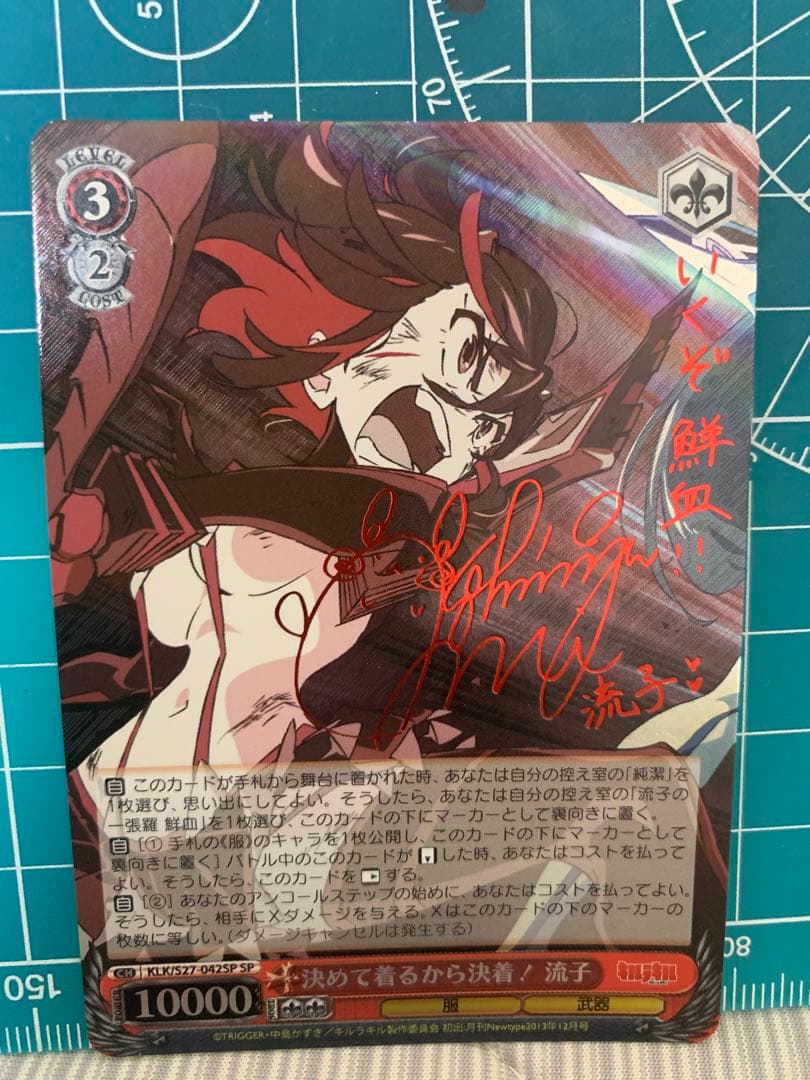 LEVEL
3
2
COST
いくぞ 鮮血!!
流子
自 このカードが手札から舞台に置かれた時、あなたは自分の控え室の「純潔」を
1枚選び、思い出にしてよい。そうしたら、あなたは自分の控え室の「流子の
一張羅 鮮血」を1枚選び、このカードの下にマーカーとして裏向きに置く。
自 [① 手札の《服》のキャラを1枚公開し、このカードの下にマーカーとして
裏向きに置く] バトル中のこのカードが した時、あなたはコストを払って
よい。そうしたら、このカードを する。
自 [②] あなたのアンコールステップの始めに、あなたはコストを払ってよい。
そうしたら、相手にXダメージを与える。Xはこのカードの下のマーカーの
枚数に等しい。(ダメージキャンセルは発生する)
CH KLK/S27-042SP SP
決めて着るから決着! 流子
キルラキル
POWER 10000 SOUL
服 武器
©TRIGGER・中島かずき/キルラキル製作委員会 初出:月刊Newtype2013年12月号
70
80
80
90
100
110
150